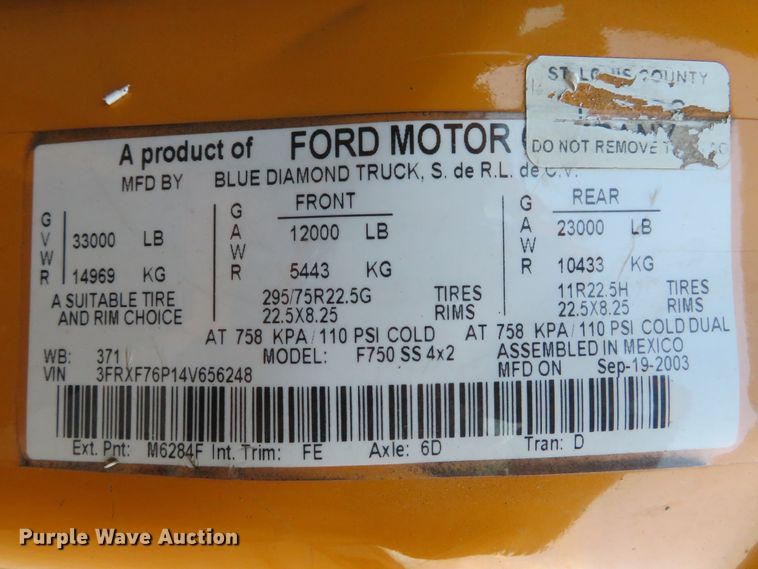 ST. LOUIS COUNTY
DO NOT REMOVE
A product of FORD MOTOR
MFD BY BLUE DIAMOND TRUCK, S. de R.L. de C.V.
GVWR 33000 LB
14969 KG
FRONT
GAWR 12000 LB
5443 KG
REAR
GAWR 23000 LB
10433 KG
A SUITABLE TIRE
AND RIM CHOICE
295/75R22.5G TIRES
22.5X8.25 RIMS
11R22.5H
22.5X8.25
AT 758 KPA/110 PSI COLD AT 758 KPA/110 PSI COLD DUAL
WB: 371 MODEL: F750 SS 4x2 ASSEMBLED IN MEXICO
VIN 3FRXF76P14V656248 MFD ON Sep-19-2003
Ext. Pnt: M6284F Int. Trim: FE Axle: 6D Tran: D
Purple Wave Auction